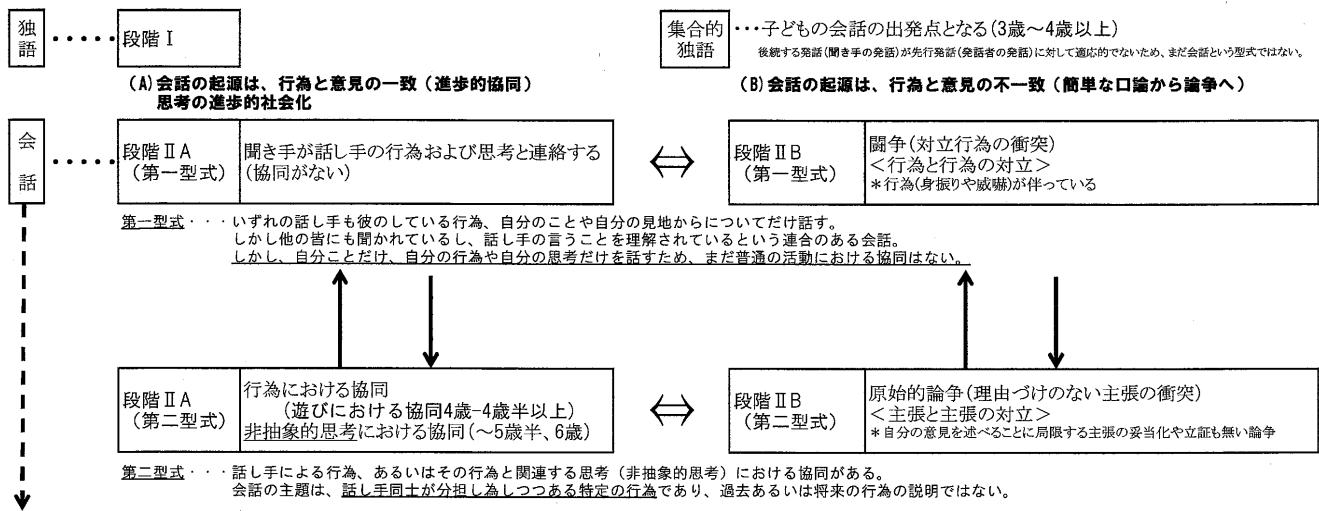 独語 ····· 段階Ⅰ
集合的独語 ···子どもの会話の出発点となる(3歳～4歳以上)
後続する発話(聞き手の発話)が先行発話(発話者の発話)に対して適応的でないため、まだ会話という型式ではない。
(A)会話の起源は、行為と意見の一致（進歩的協同）
思考の進歩的社会化
(B)会話の起源は、行為と意見の不一致（簡単な口論から論争へ）
会話 ·····
段階ⅡA
（第一型式）
聞き手が話し手の行為および思考と連絡する
(協同がない)
⇔
段階ⅡB
（第一型式）
闘争(対立行為の衝突)
＜行為と行為の対立＞
＊行為(身振りや威嚇)が伴っている
第一型式・・・いずれの話し手も彼のしている行為、自分のことや自分の見地からについてだけ話す。
しかし他の皆にも聞かれているし、話し手の言うことを理解されているという連合のある会話。
しかし、自分ことだけ、自分の行為や自分の思考だけを話すため、まだ普通の活動における協同はない。
段階ⅡA
（第二型式）
行為における協同
（遊びにおける協同4歳-4歳半以上）
非抽象的思考における協同(～5歳半、6歳)
⇔
段階ⅡB
（第二型式）
原始的論争(理由づけのない主張の衝突)
＜主張と主張の対立＞
＊自分の意見を述べることに局限する主張の妥当化や立証も無い論争
第二型式・・・話し手による行為、あるいはその行為と関連する思考（非抽象的思考）における協同がある。
会話の主題は、話し手同士が分担し為しつつある特定の行為であり、過去あるいは将来の行為の説明ではない。